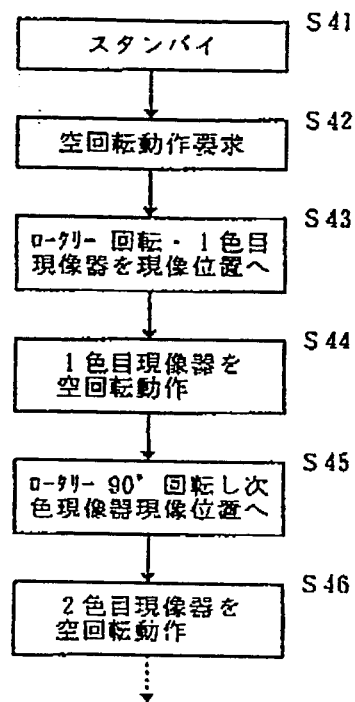 S41
スタンバイ
S42
空回転動作要求
S43
ロータリー 回転・1色目
現像器を現像位置へ
S44
1色目現像器を
空回転動作
S45
ロータリー 90° 回転し次
色現像器現像位置へ
S46
2色目現像器を
空回転動作